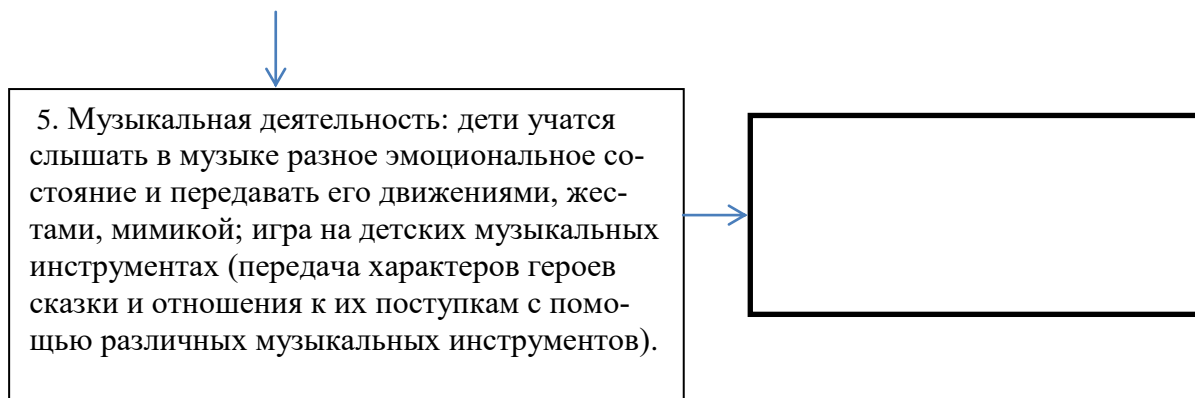 5. Музыкальная деятельность: дети учатся
слышать в музыке разное эмоциональное со-
стояние и передавать его движениями, жес-
тами, мимикой; игра на детских музыкальных
инструментах (передача характеров героев
сказки и отношения к их поступкам с помо-
щью различных музыкальных инструментов).